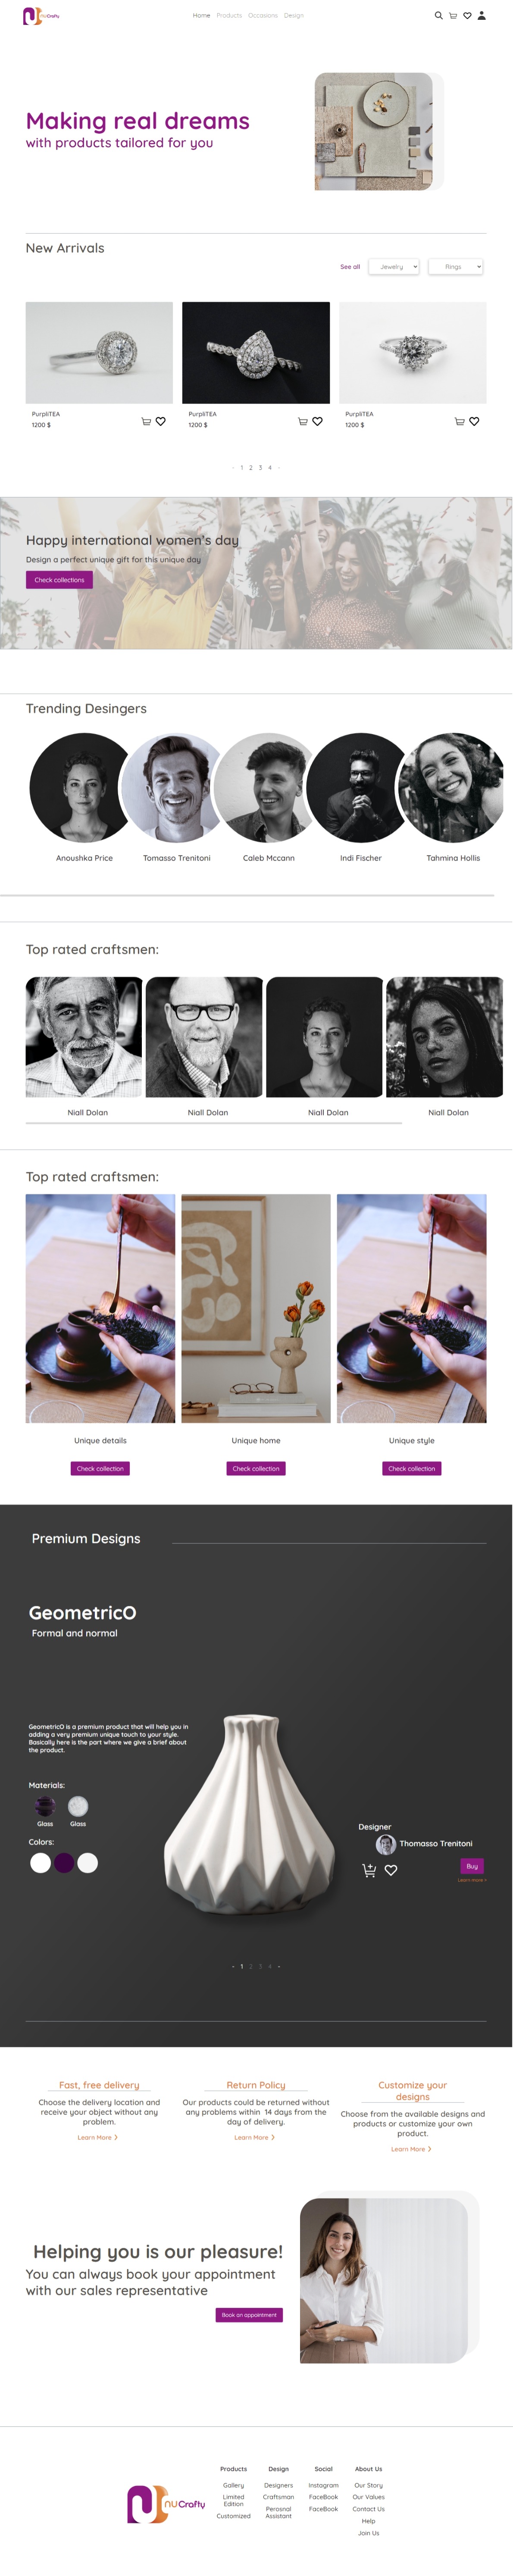 nuCrafty
Home Products Occasions Design
Making real dreams
with products tailored for you
New Arrivals
See all Jewelry Rings
PurpliTEA
1200 $
PurpliTEA
1200 $
PurpliTEA
1200 $
1 2 3 4
Happy international women's day
Design a perfect unique gift for this unique day
Check collections
Trending Desingers
Anoushka Price Tomasso Trenitoni Caleb Mccann Indi Fischer Tahmina Hollis
Top rated craftsmen:
Niall Dolan Niall Dolan Niall Dolan Niall Dolan
Top rated craftsmen:
Unique details Unique home Unique style
Check collection Check collection Check collection
Premium Designs
GeometricO
Formal and normal
GeometricO is a premium product that will help you in
adding a very premium unique touch to your style.
Basically here is the part where we give a brief about
the product.
Materials:
Glass Glass
Colors:
Designer
Thomasso Trenitoni
Buy
Learn more >
1 2 3 4
Fast, free delivery
Choose the delivery location and
receive your object without any
problem.
Learn More >
Return Policy
Our products could be returned without
any problems within 14 days from the
day of delivery.
Learn More >
Customize your
designs
Choose from the available designs and
products or customize your own
product.
Learn More >
Helping you is our pleasure!
You can always book your appointment
with our sales representative
Book an appointment
nuCrafty
Products
Gallery
Limited
Edition
Customized
Design
Designers
Craftsman
Perosnal
Assistant
Social
Instagram
FaceBook
FaceBook
About Us
Our Story
Our Values
Contact Us
Help
Join Us